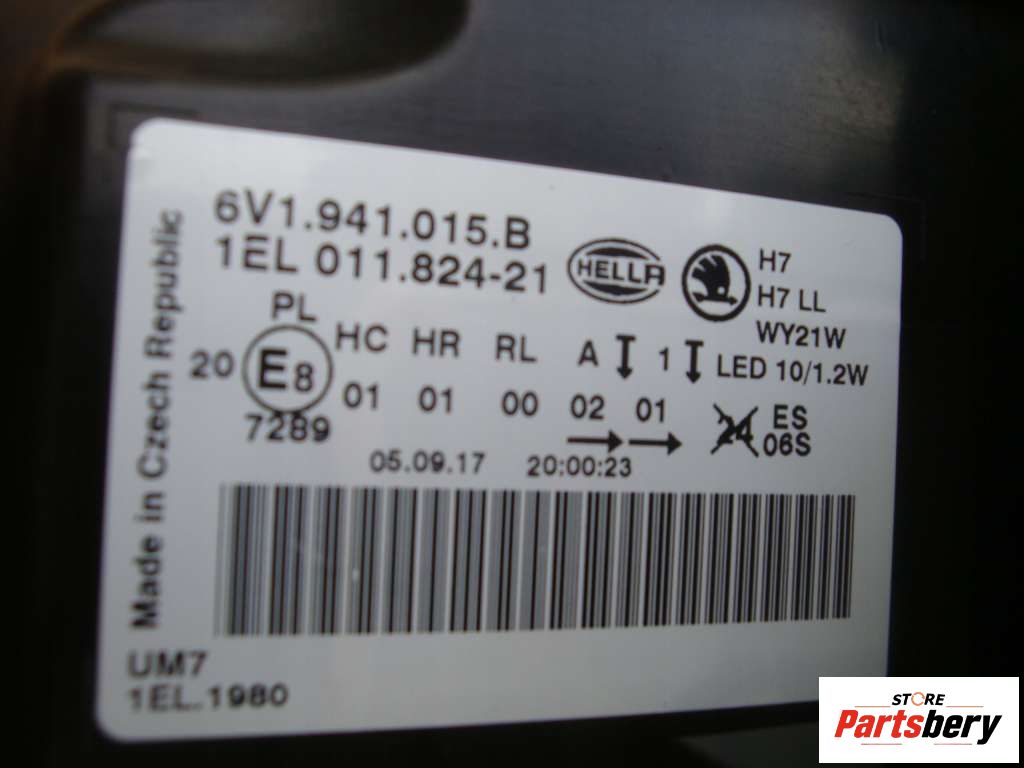 6V1.941.015.B
1EL 011.824-21
HELLA
H7
H7 LL
WY21W
LED 10/1.2W
PL
HC HR RL A 1
20 E8
01 01 00 02 01
7289
24 ES
06S
05.09.17 20:00:23
Made in Czech Republic
UM7
1EL.1980
STORE
Partsbery